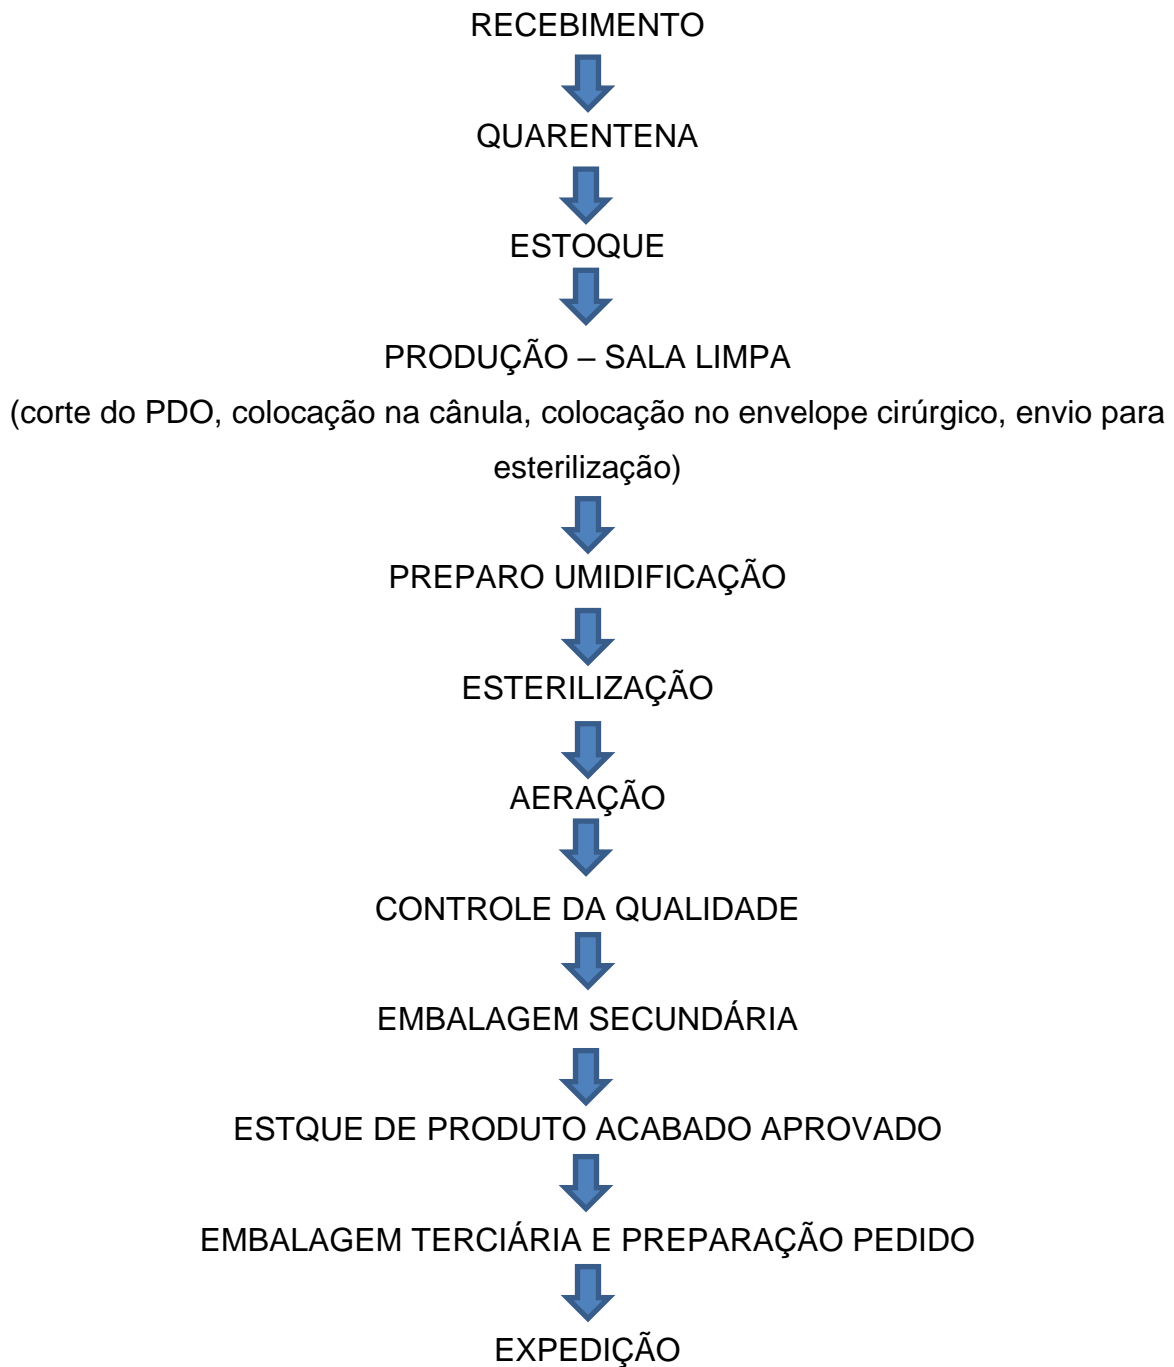 RECEBIMENTO
QUARENTENA
ESTOQUE
PRODUÇÃO – SALA LIMPA
(corte do PDO, colocação na cânula, colocação no envelope cirúrgico, envio para
esterilização)
PREPARO UMIDIFICAÇÃO
ESTERILIZAÇÃO
AERAÇÃO
CONTROLE DA QUALIDADE
EMBALAGEM SECUNDÁRIA
ESTQUE DE PRODUTO ACABADO APROVADO
EMBALAGEM TERCIÁRIA E PREPARAÇÃO PEDIDO
EXPEDIÇÃO